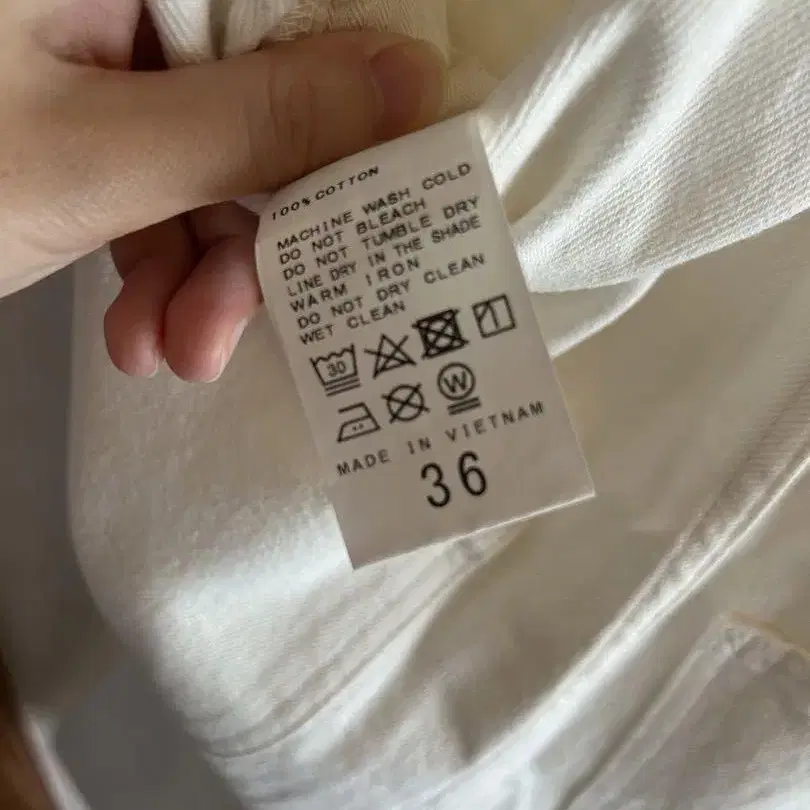 100% COTTON
MACHINE WASH COLD
DO NOT BLEACH
DO NOT TUMBLE DRY
LINE DRY IN THE SHADE
WARM IRON
DO NOT DRY CLEAN
WET CLEAN
30
W
MADE IN VIETNAM
36